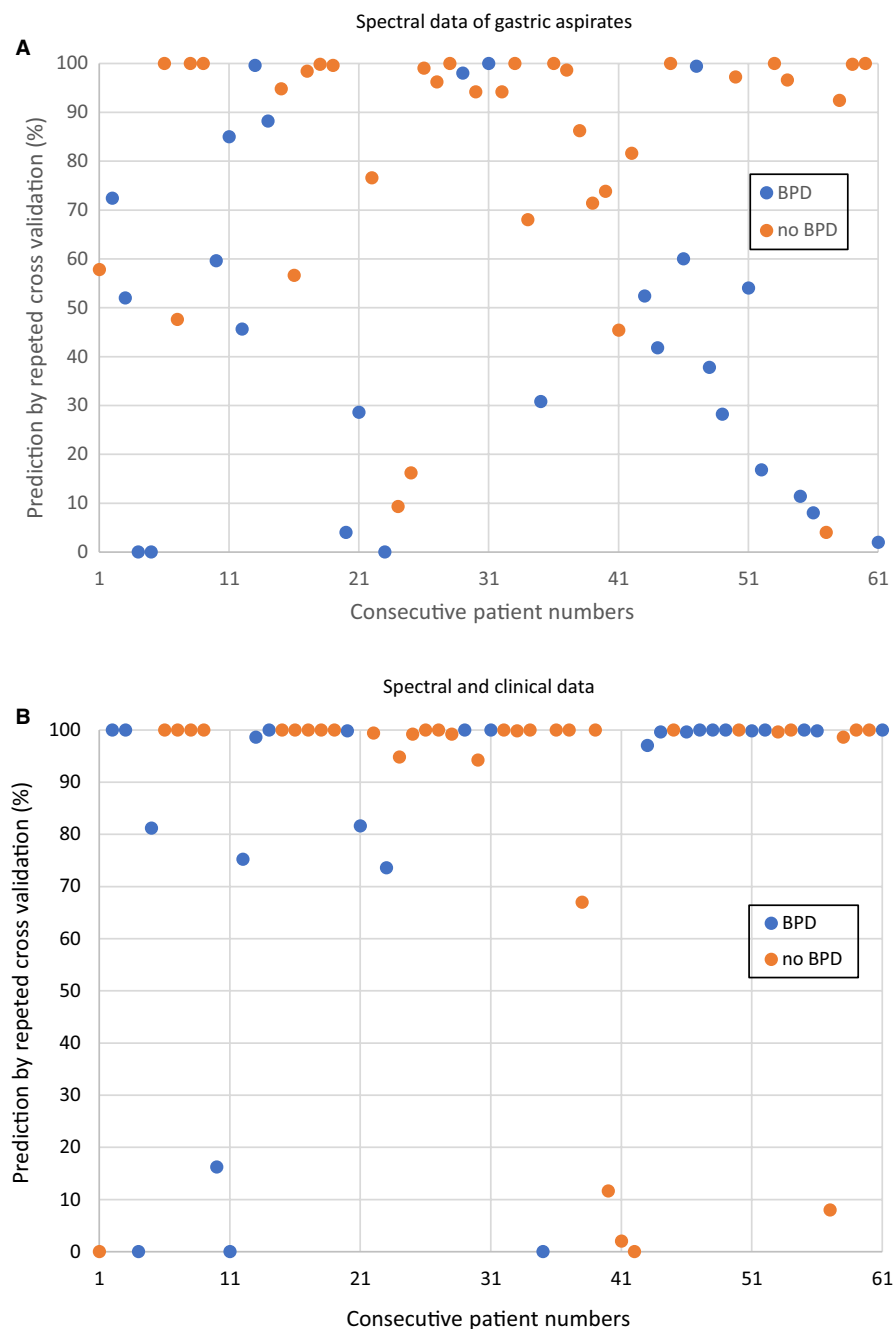 Spectral data of gastric aspirates
A
100
90
80
70
60
50
40
30
20
10
0
Prediction by repeted cross validation (%)
BPD
no BPD
1 11 21 31 41 51 61
Consecutive patient numbers
Spectral and clinical data
B
100
90
80
70
60
50
40
30
20
10
0
Prediction by repeted cross validation (%)
BPD
no BPD
1 11 21 31 41 51 61
Consecutive patient numbers